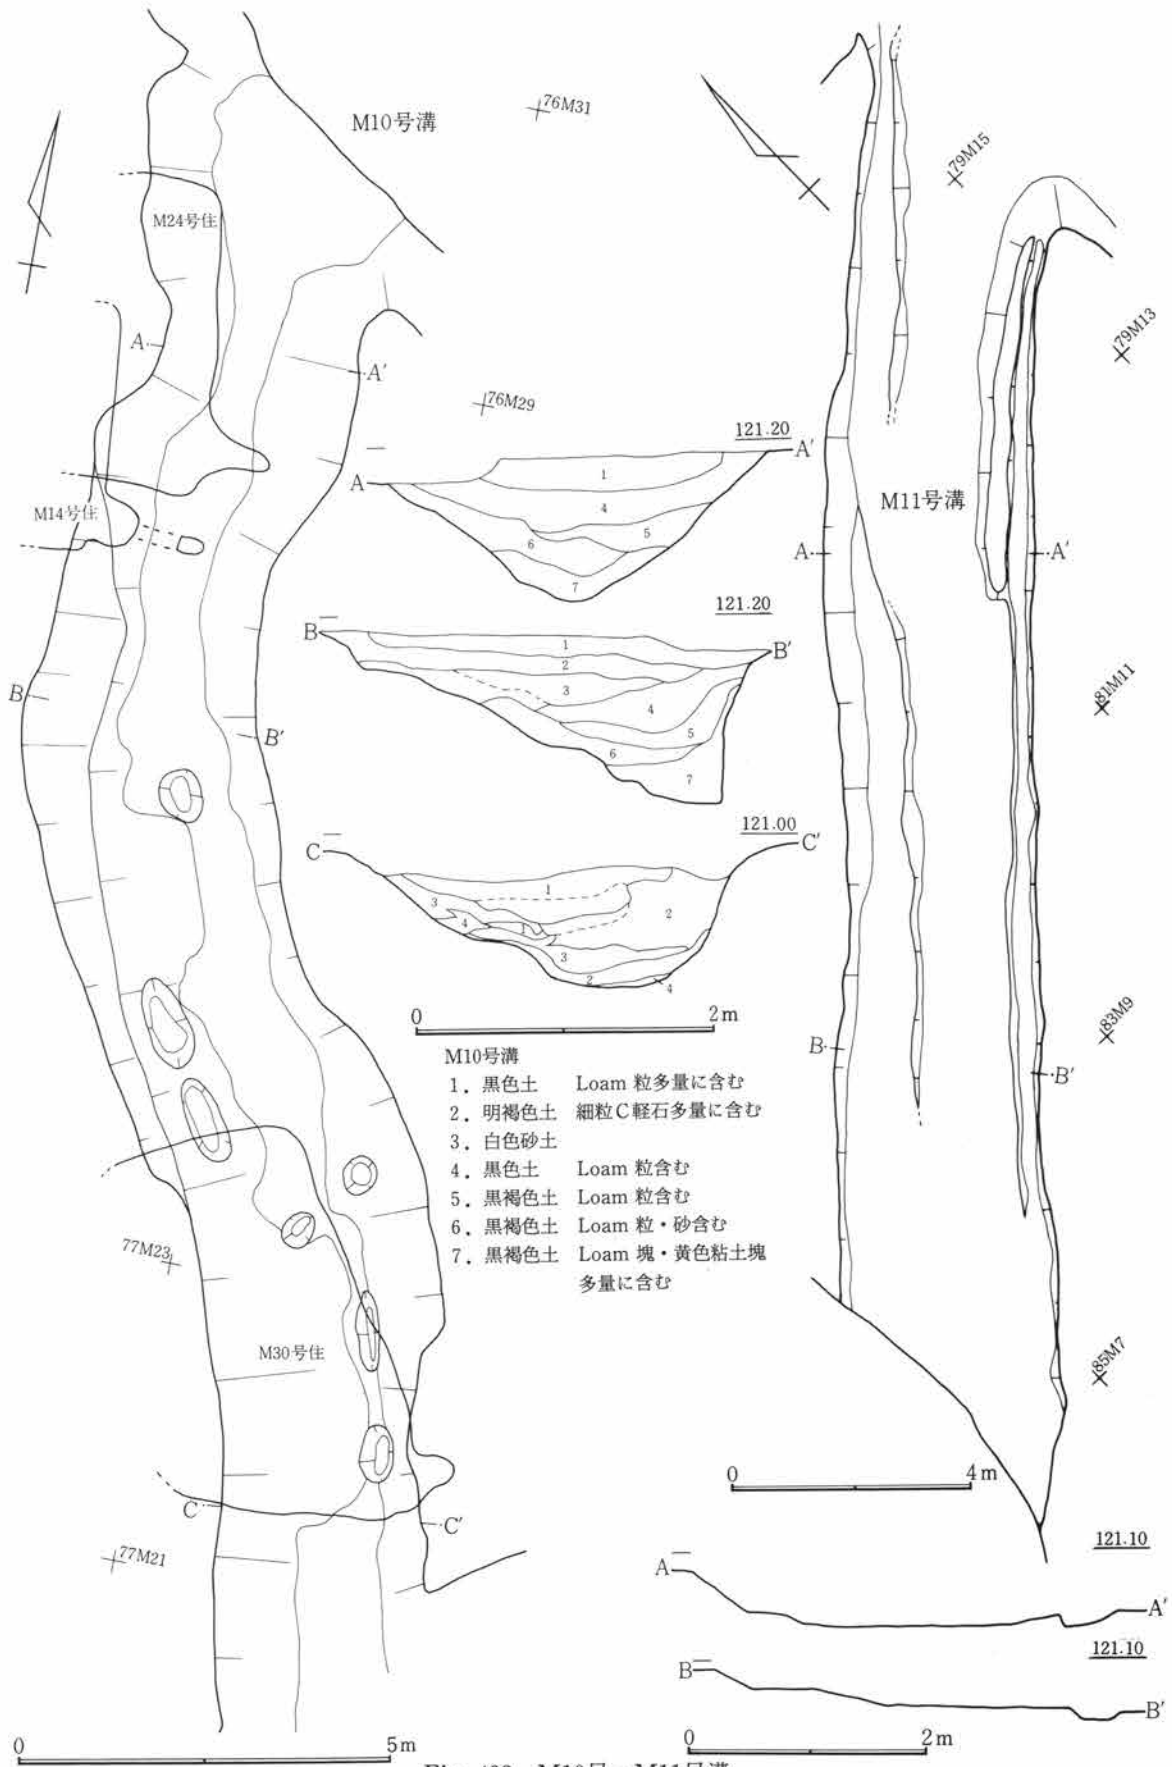 M10号溝
76M31
79M15
M24号住
79M13
A
A'
76M29
121.20
A
A'
1
4
5
6
7
M14号住
M11号溝
A
A'
121.20
B
B'
1
2
3
4
5
6
7
81M11
B
B'
121.00
C
C'
1
2
3
4
1
3
2
4
0
2m
83M9
B
B'
M10号溝
1. 黒色土 Loam 粒多量に含む
2. 明褐色土 細粒C軽石多量に含む
3. 白色砂土
4. 黒色土 Loam 粒含む
5. 黒褐色土 Loam 粒含む
6. 黒褐色土 Loam 粒・砂含む
7. 黒褐色土 Loam 塊・黄色粘土塊
多量に含む
77M23
M30号住
85M7
0
4m
C
C'
77M21
121.10
A
A'
121.10
B
B'
0
5m
0
2m